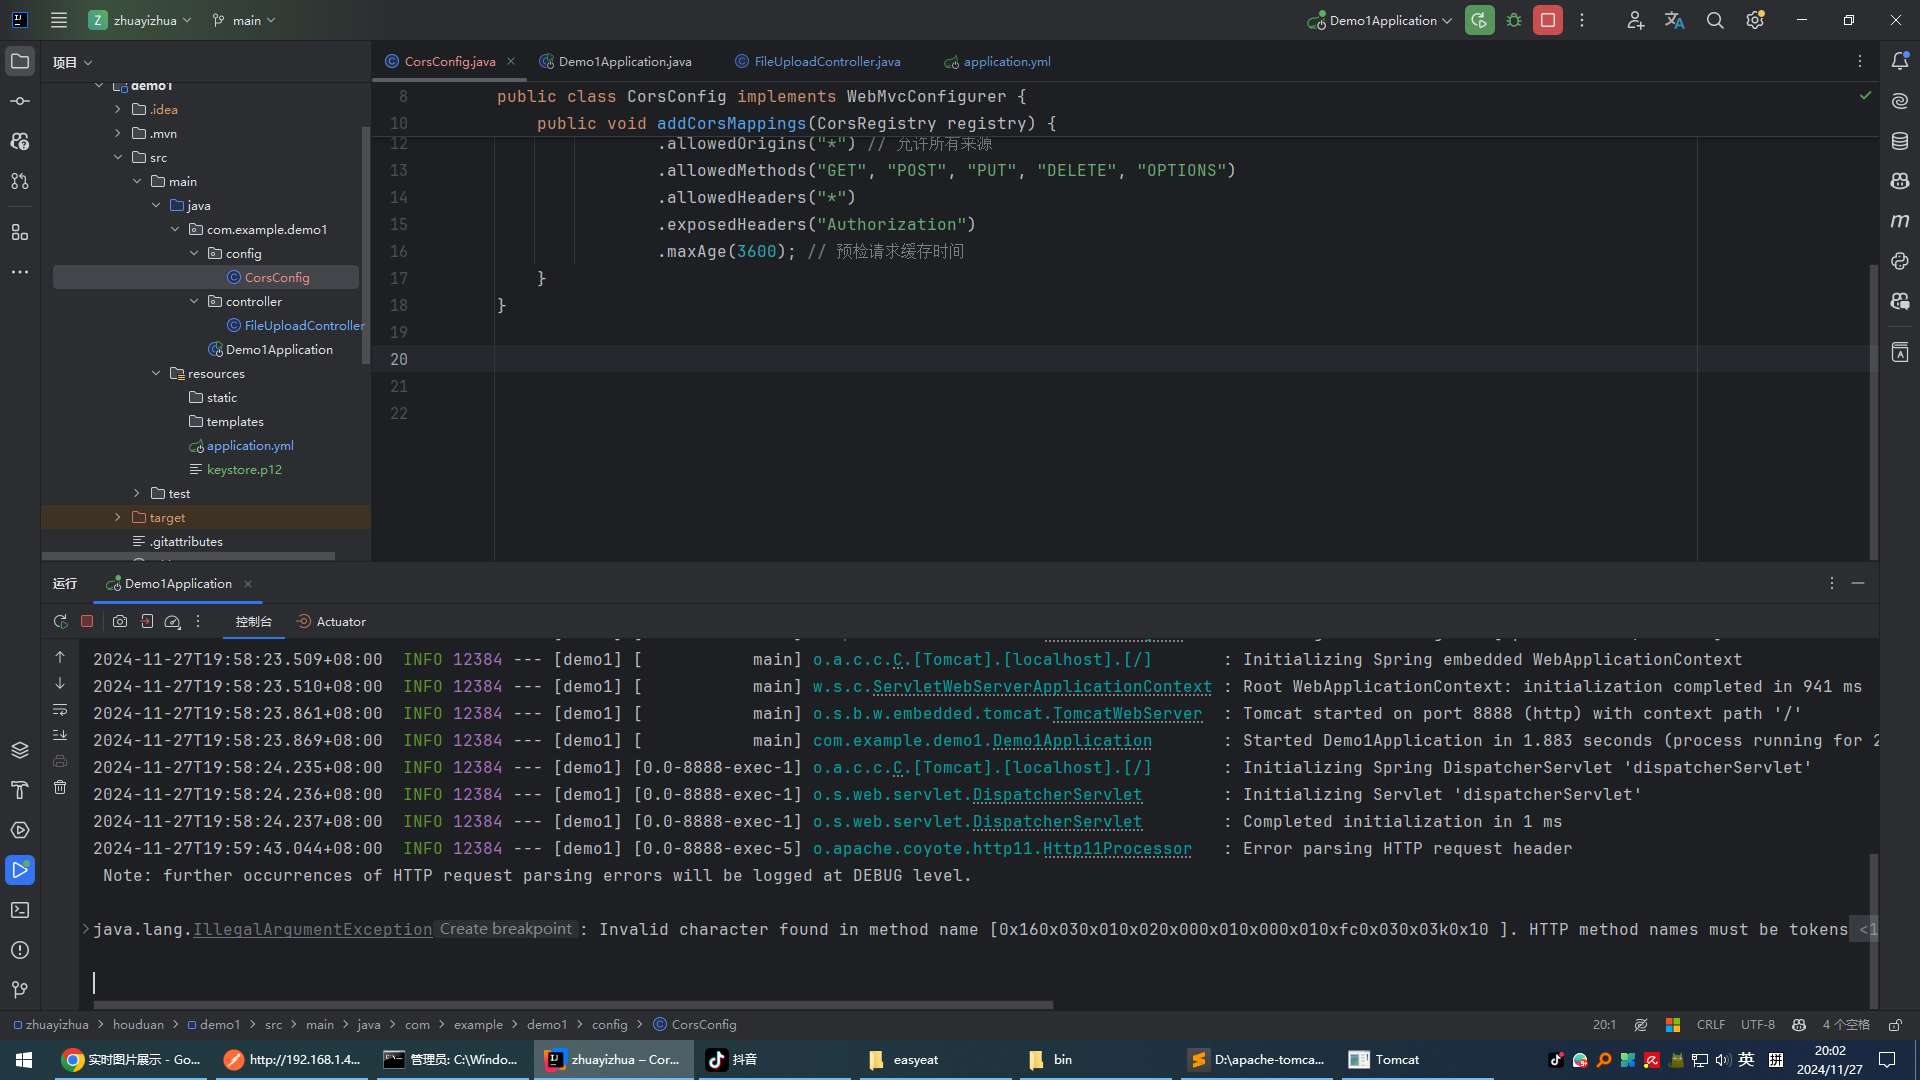 Z zhuayizhua
main
Demo1Application
项目
CorsConfig.java
Demo1Application.java
FileUploadController.java
application.yml
demo1
.idea
.mvn
src
main
java
com.example.demo1
config
CorsConfig
controller
FileUploadController
Demo1Application
resources
static
templates
application.yml
keystore.p12
test
target
.gitattributes
8 public class CorsConfig implements WebMvcConfigurer {
10 public void addCorsMappings(CorsRegistry registry) {
12 .allowedOrigins("*") // 允许所有来源
13 .allowedMethods("GET", "POST", "PUT", "DELETE", "OPTIONS")
14 .allowedHeaders("*")
15 .exposedHeaders("Authorization")
16 .maxAge(3600); // 预检请求缓存时间
17 }
18 }
19
20
21
22
运行
Demo1Application
控制台
Actuator
2024-11-27T19:58:23.509+08:00  INFO 12384 --- [demo1] [           main] o.a.c.c.C.[Tomcat].[localhost].[/]       : Initializing Spring embedded WebApplicationContext
2024-11-27T19:58:23.510+08:00  INFO 12384 --- [demo1] [           main] w.s.c.ServletWebServerApplicationContext : Root WebApplicationContext: initialization completed in 941 ms
2024-11-27T19:58:23.861+08:00  INFO 12384 --- [demo1] [           main] o.s.b.w.embedded.tomcat.TomcatWebServer  : Tomcat started on port 8888 (http) with context path '/'
2024-11-27T19:58:23.869+08:00  INFO 12384 --- [demo1] [           main] com.example.demo1.Demo1Application       : Started Demo1Application in 1.883 seconds (process running for 2
2024-11-27T19:58:24.235+08:00  INFO 12384 --- [demo1] [0.0-8888-exec-1] o.a.c.c.C.[Tomcat].[localhost].[/]       : Initializing Spring DispatcherServlet 'dispatcherServlet'
2024-11-27T19:58:24.236+08:00  INFO 12384 --- [demo1] [0.0-8888-exec-1] o.s.web.servlet.DispatcherServlet        : Initializing Servlet 'dispatcherServlet'
2024-11-27T19:58:24.237+08:00  INFO 12384 --- [demo1] [0.0-8888-exec-1] o.s.web.servlet.DispatcherServlet        : Completed initialization in 1 ms
2024-11-27T19:59:43.044+08:00  INFO 12384 --- [demo1] [0.0-8888-exec-5] o.apache.coyote.http11.Http11Processor   : Error parsing HTTP request header
Note: further occurrences of HTTP request parsing errors will be logged at DEBUG level.
java.lang.IllegalArgumentException Create breakpoint : Invalid character found in method name [0x160x030x010x020x000x010x000x010xfc0x030x03k0x10 ]. HTTP method names must be tokens <1
zhuayizhua > houduan > demo1 > src > main > java > com > example > demo1 > config > CorsConfig
20:1
CRLF
UTF-8
4 个空格
实时图片展示 - Go...
http://192.168.1.4...
管理员: C:\Windo...
zhuayizhua – Cor...
抖音
easyeat
bin
D:\apache-tomca...
Tomcat
英
拼
20:02
2024/11/27